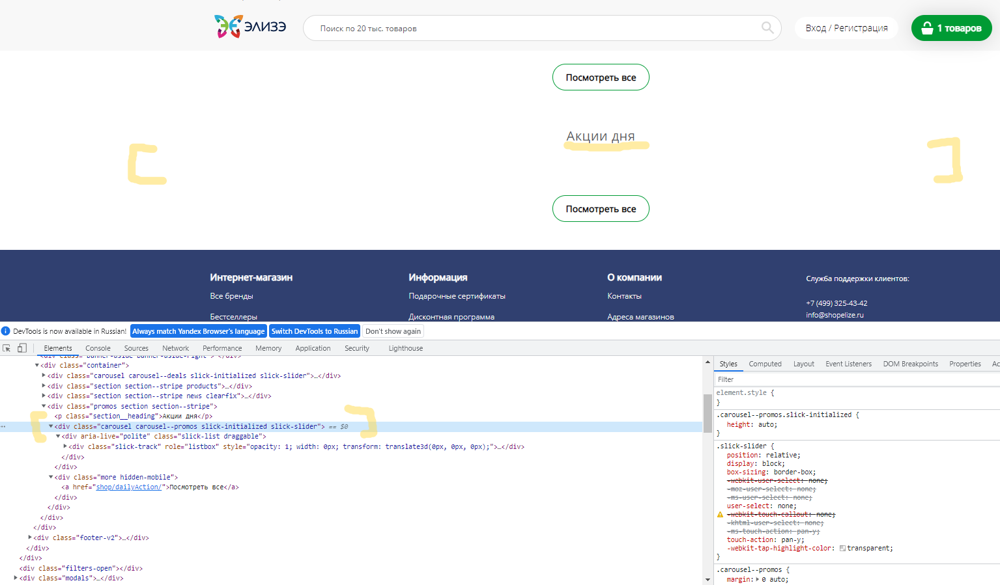 ЭЛИЗЭ
Поиск по 20 тыс. товаров
Вход / Регистрация
1 товаров
Посмотреть все
Акции дня
Посмотреть все
Интернет-магазин
Информация
О компании
Служба поддержки клиентов:
Все бренды
Подарочные сертификаты
Контакты
+7 (499) 325-43-42
Бестселлеры
Дисконтная программа
Адреса магазинов
info@shopelize.ru
DevTools is now available in Russian!
Always match Yandex Browser's language
Switch DevTools to Russian
Don't show again
Elements Console Sources Network Performance Memory Application Security Lighthouse
<div class="banner-aside banner-aside-right"> </div>
<div class="container">
<div class="carousel carousel--deals slick-initialized slick-slider">…</div>
<div class="section section--stripe products">…</div>
<div class="section section--stripe news clearfix">…</div>
<div class="promos section section--stripe">
<p class="section__heading">Акции дня</p>
<div class="carousel carousel--promos slick-initialized slick-slider"> == $0
<div aria-live="polite" class="slick-list draggable">
<div class="slick-track" role="listbox" style="opacity: 1; width: 0px; transform: translate3d(0px, 0px, 0px);">…</div>
</div>
</div>
<div class="more hidden-mobile">
<a href="shop/dailyAction/">Посмотреть все</a>
</div>
</div>
</div>
</div>
<div class="footer-v2">…</div>
</div>
</div>
<div class="filters-open"></div>
<div class="modals">…</div>
Styles Computed Layout Event Listeners DOM Breakpoints Properties Ac
Filter
element.style {
}
.carousel--promos.slick-initialized {
height: auto;
}
.slick-slider {
position: relative;
display: block;
box-sizing: border-box;
-webkit-user-select: none;
-moz-user-select: none;
-ms-user-select: none;
user-select: none;
-webkit-touch-callout: none;
-khtml-user-select: none;
-ms-touch-action: pan-y;
touch-action: pan-y;
-webkit-tap-highlight-color: transparent;
}
.carousel--promos {
margin: 0 auto;